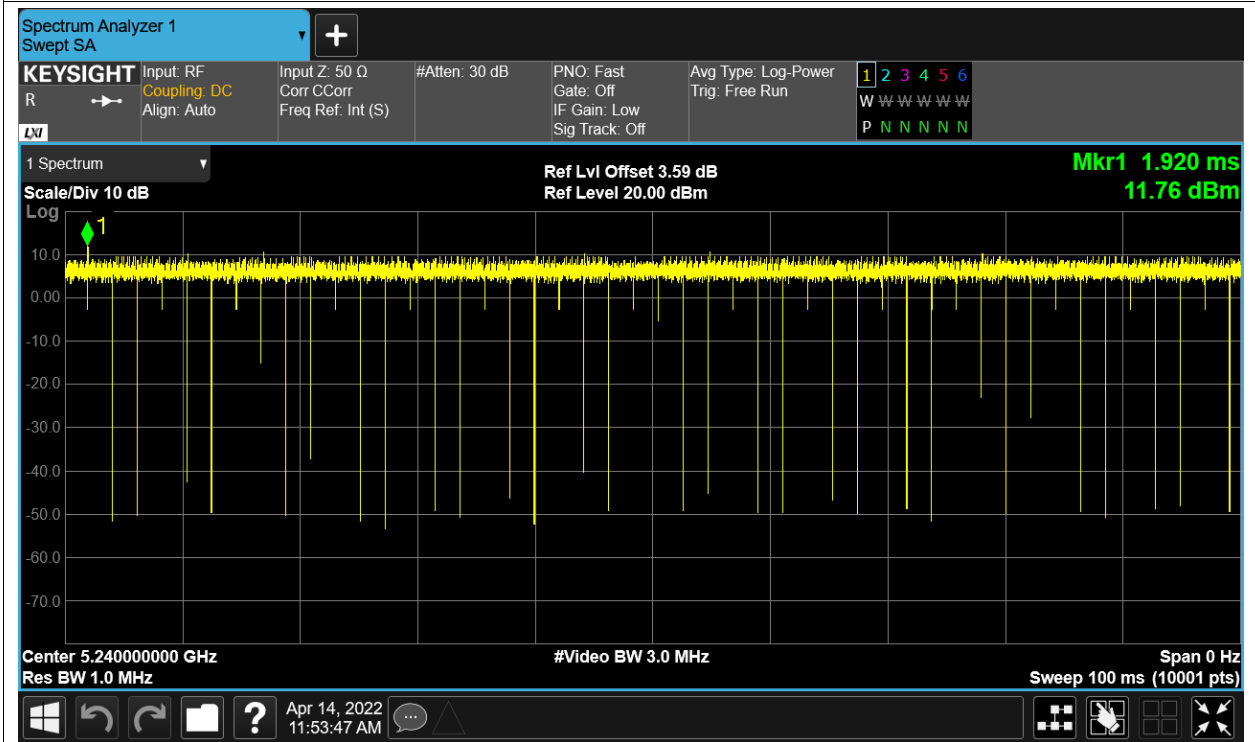 Spectrum Analyzer 1
Swept SA
+
KEYSIGHT
R
LXI
Input: RF
Coupling: DC
Align: Auto
Input Z: 50 Ω
Corr CCorr
Freq Ref: Int (S)
#Atten: 30 dB
PNO: Fast
Gate: Off
IF Gain: Low
Sig Track: Off
Avg Type: Log-Power
Trig: Free Run
1 2 3 4 5 6
W W W W W W
P N N N N N
1 Spectrum
Scale/Div 10 dB
Ref Lvl Offset 3.59 dB
Ref Level 20.00 dBm
Mkr1 1.920 ms
11.76 dBm
Log
1
10.0
0.00
-10.0
-20.0
-30.0
-40.0
-50.0
-60.0
-70.0
Center 5.240000000 GHz
Res BW 1.0 MHz
#Video BW 3.0 MHz
Span 0 Hz
Sweep 100 ms (10001 pts)
?
Apr 14, 2022
11:53:47 AM